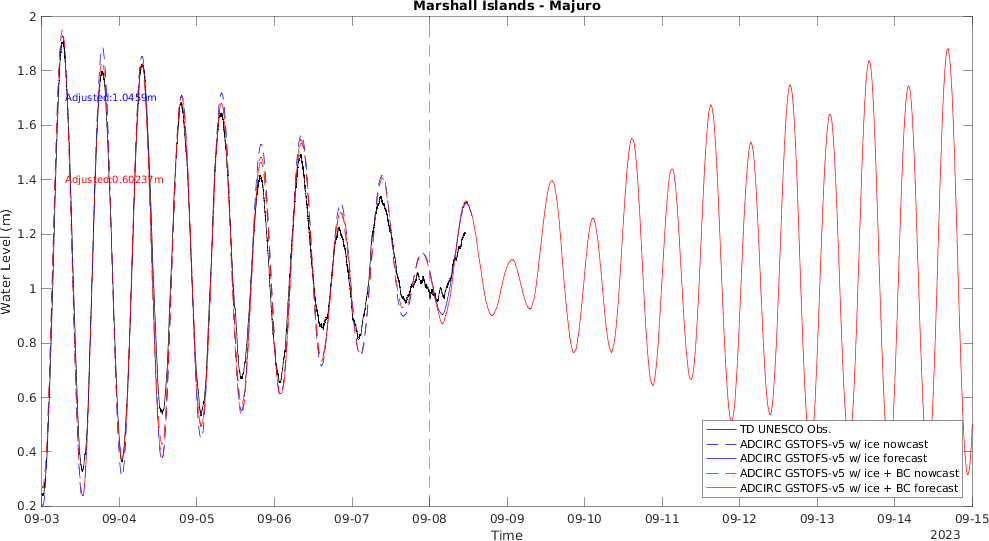 Marshall Islands - Majuro
Water Level (m)
2
1.8
1.6
1.4
1.2
1
0.8
0.6
0.4
0.2
Adjusted:1.0459m
Adjusted:0.60237m
TD UNESCO Obs.
ADCIRC GSTOFS-v5 w/ ice nowcast
ADCIRC GSTOFS-v5 w/ ice forecast
ADCIRC GSTOFS-v5 w/ ice + BC nowcast
ADCIRC GSTOFS-v5 w/ ice + BC forecast
09-03 09-04 09-05 09-06 09-07 09-08 09-09 09-10 09-11 09-12 09-13 09-14 09-15
Time
2023